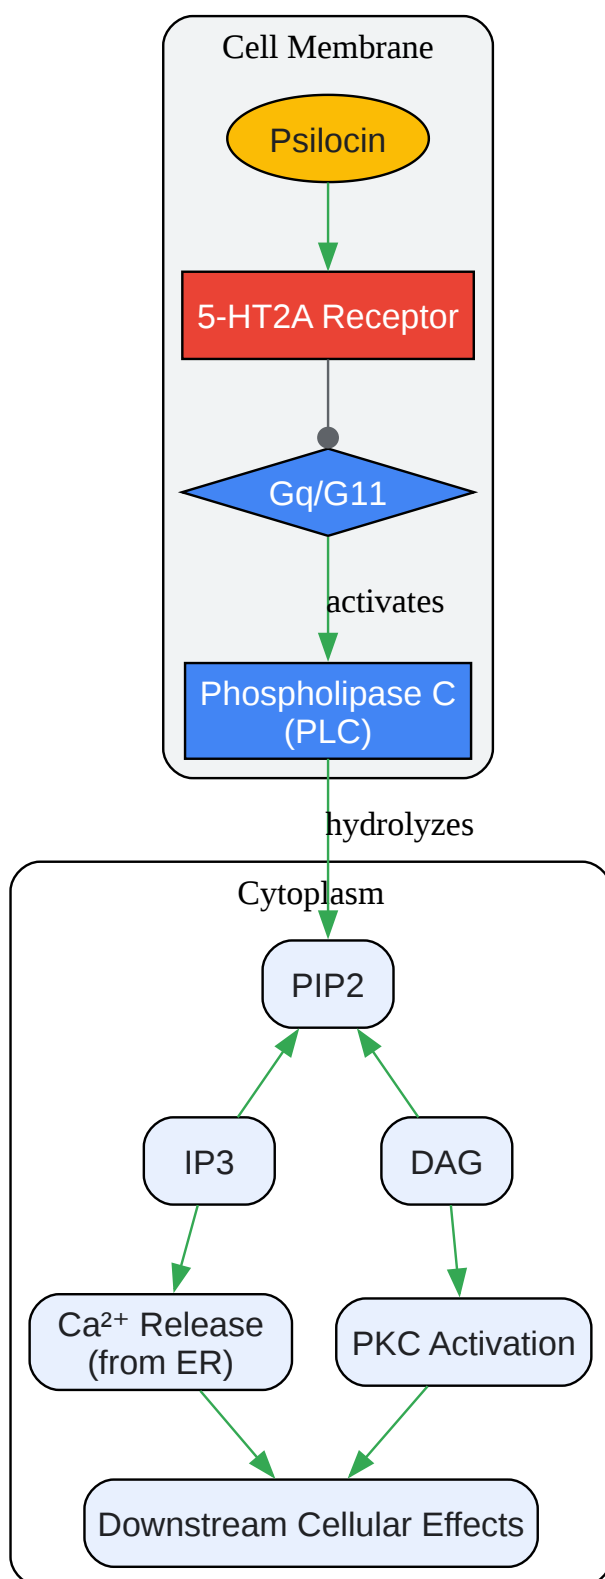 Cell Membrane
Psilocin
5-HT2A Receptor
Gq/G11
activates
Phospholipase C
(PLC)
hydrolyzes
Cytoplasm
PIP2
IP3
DAG
Ca²⁺ Release
(from ER)
PKC Activation
Downstream Cellular Effects